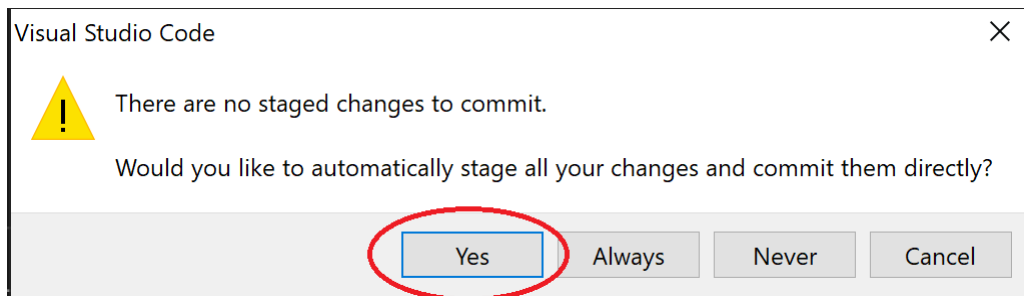 Visual Studio Code
There are no staged changes to commit.
Would you like to automatically stage all your changes and commit them directly?
Yes Always Never Cancel